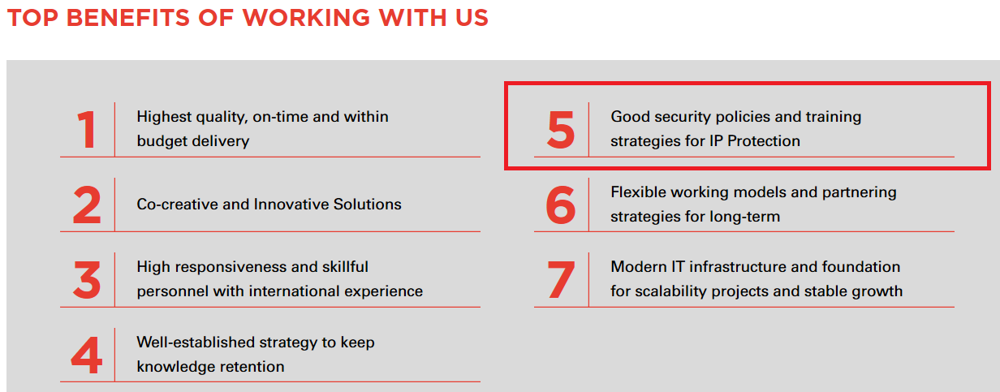 TOP BENEFITS OF WORKING WITH US
1
Highest quality, on-time and within
budget delivery
2
Co-creative and Innovative Solutions
3
High responsiveness and skillful
personnel with international experience
4
Well-established strategy to keep
knowledge retention
5
Good security policies and training
strategies for IP Protection
6
Flexible working models and partnering
strategies for long-term
7
Modern IT infrastructure and foundation
for scalability projects and stable growth